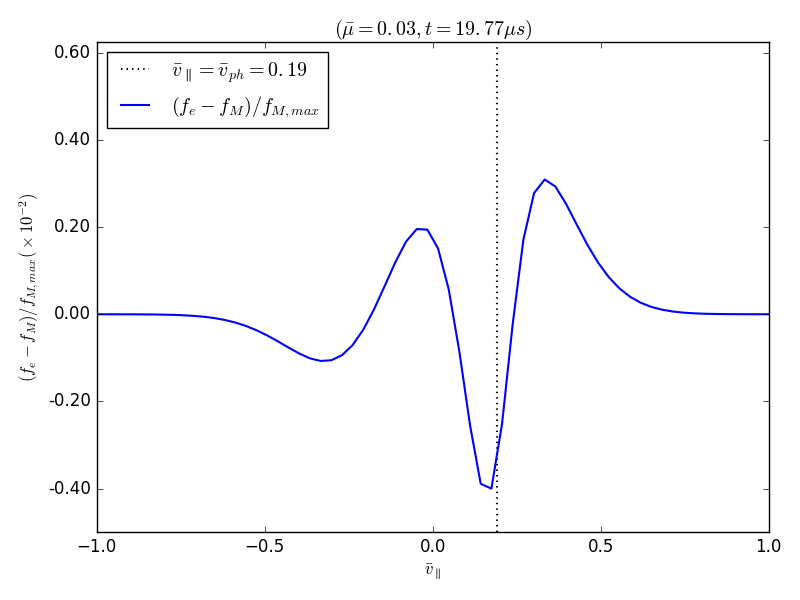 (μ̄ = 0.03, t = 19.77μs)
v̄∥ = v̄ph = 0.19
(fe − fM)/fM,max
0.60
0.40
0.20
0.00
-0.20
-0.40
(fe − fM)/fM,max(×10⁻²)
−1.0 −0.5 0.0 0.5 1.0
v̄∥